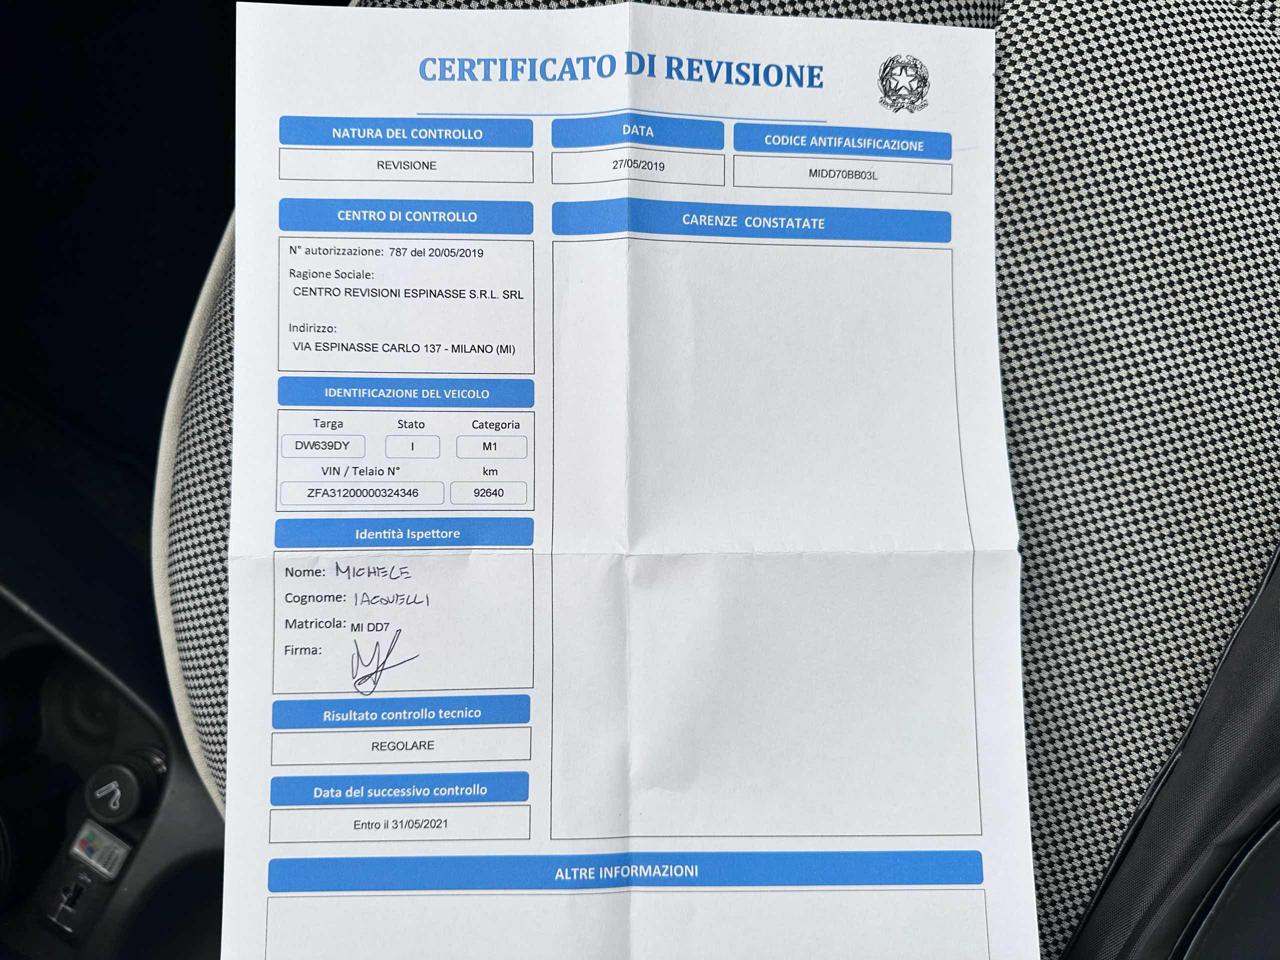 CERTIFICATO DI REVISIONE
NATURA DEL CONTROLLO
REVISIONE
DATA
27/05/2019
CODICE ANTIFALSIFICAZIONE
MIDD70BB03L
CENTRO DI CONTROLLO
N° autorizzazione: 787 del 20/05/2019
Ragione Sociale:
CENTRO REVISIONI ESPINASSE S.R.L. SRL
Indirizzo:
VIA ESPINASSE CARLO 137 - MILANO (MI)
CARENZE CONSTATATE
IDENTIFICAZIONE DEL VEICOLO
Targa Stato Categoria
DW639DY I M1
VIN / Telaio N° km
ZFA31200000324346 92640
Identità Ispettore
Nome: MICHELE
Cognome: IACQUELLI
Matricola: MI DD7
Firma:
Risultato controllo tecnico
REGOLARE
Data del successivo controllo
Entro il 31/05/2021
ALTRE INFORMAZIONI